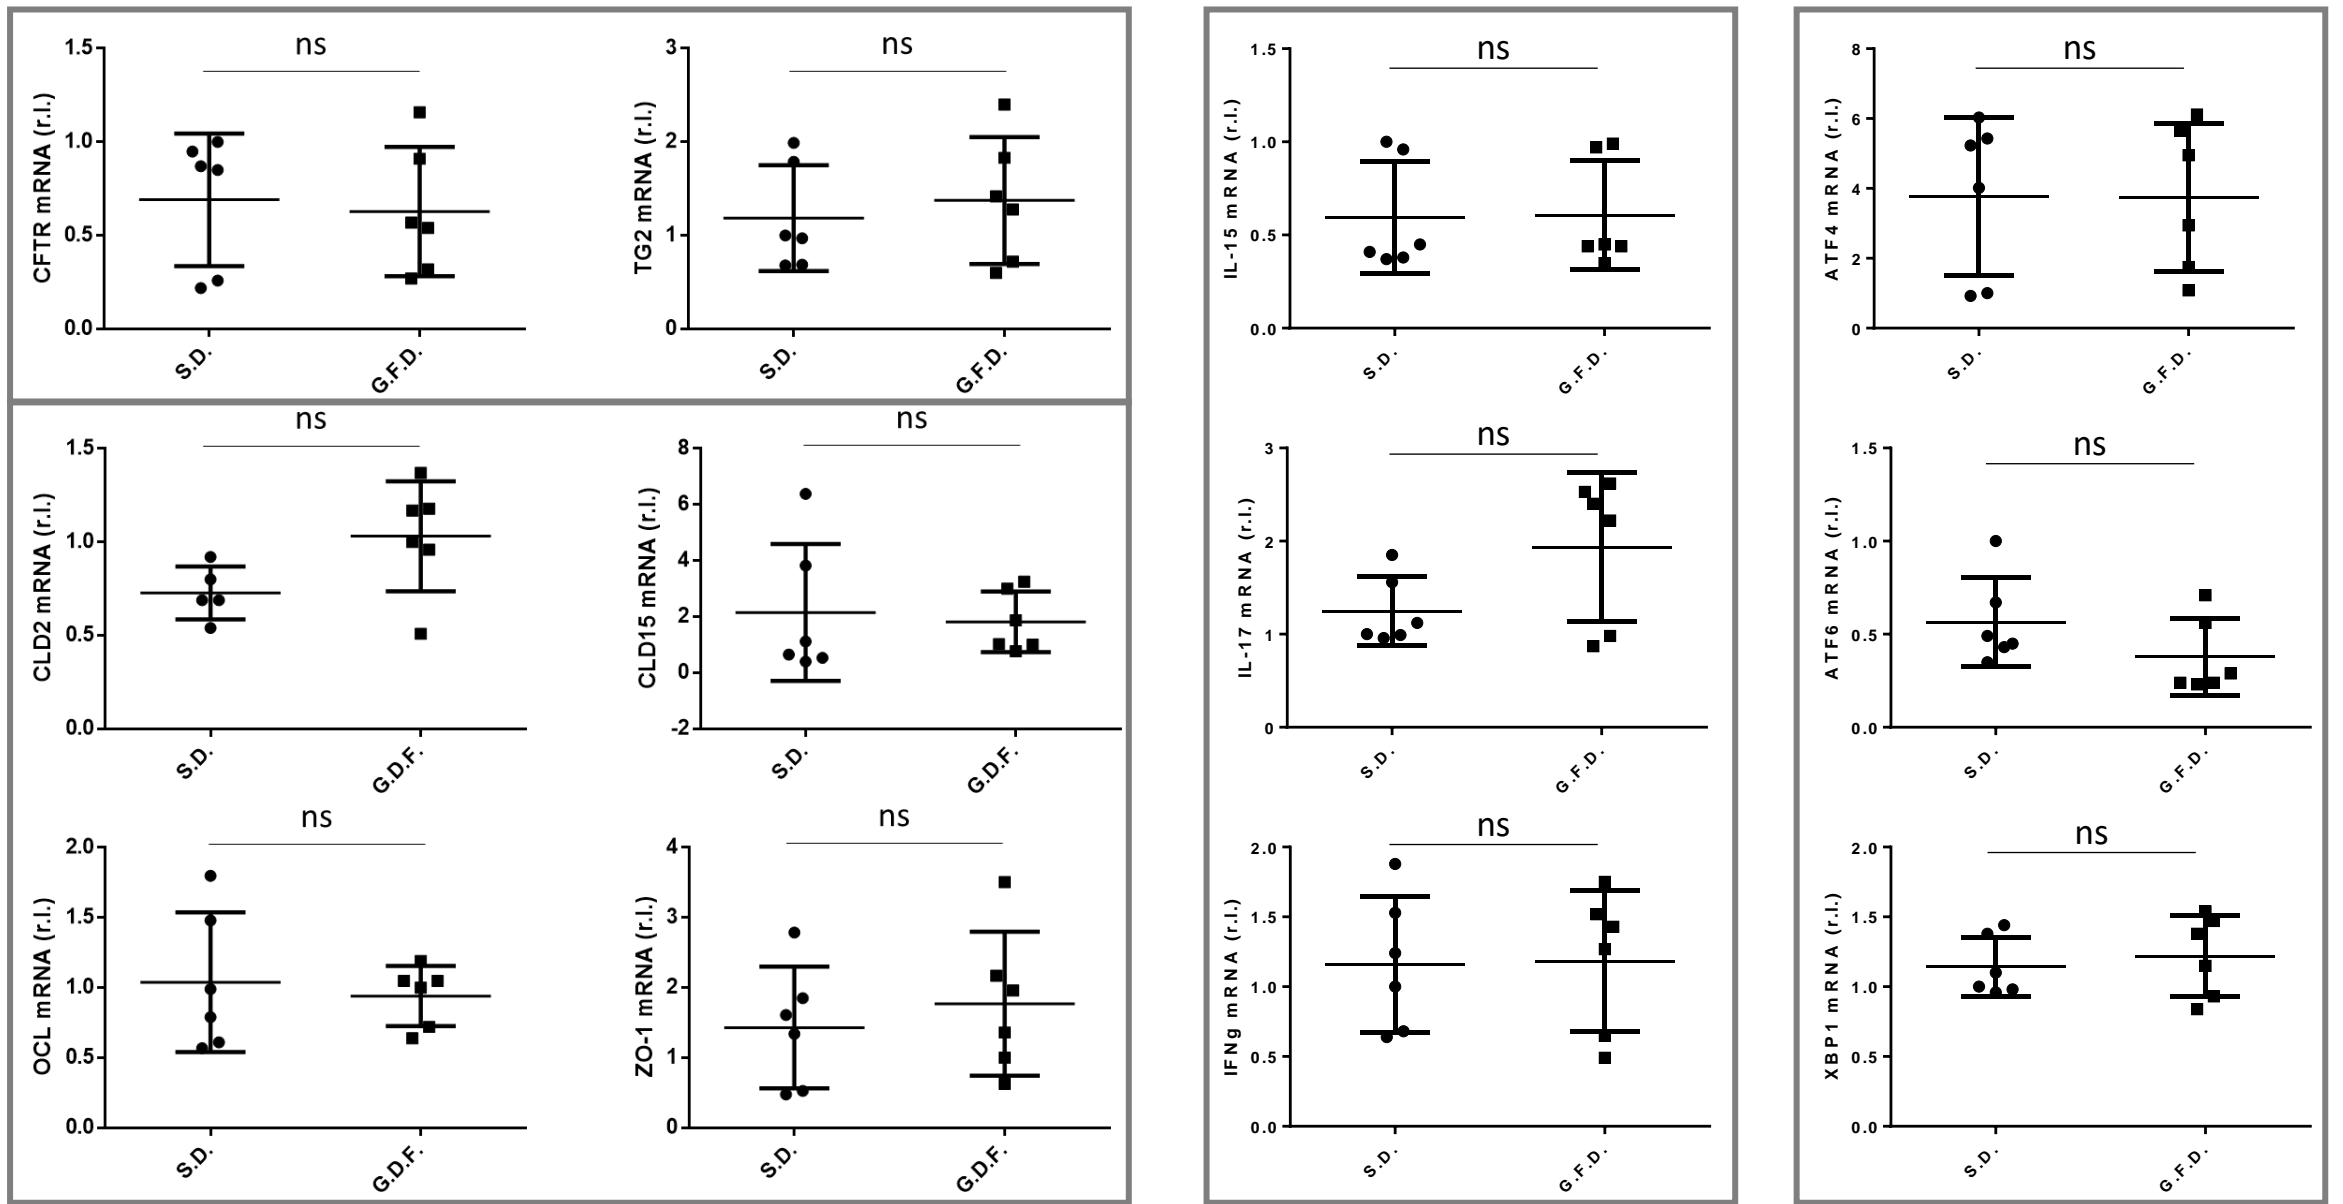 ns
1.5
1.0
0.5
0.0
CFTR mRNA (r.l.)
S.D.
G.F.D.
ns
3
2
1
0
TG2 mRNA (r.l.)
S.D.
G.F.D.
ns
1.5
1.0
0.5
0.0
CLD2 mRNA (r.l.)
S.D.
G.D.F.
ns
8
6
4
2
0
-2
CLD15 mRNA (r.l.)
S.D.
G.D.F.
ns
2.0
1.5
1.0
0.5
0.0
OCL mRNA (r.l.)
S.D.
G.D.F.
ns
4
3
2
1
0
ZO-1 mRNA (r.l.)
S.D.
G.D.F.
ns
1.5
1.0
0.5
0.0
IL-15 mRNA (r.l.)
S.D.
G.F.D.
ns
3
2
1
0
IL-17 mRNA (r.l.)
S.D.
G.F.D.
ns
2.0
1.5
1.0
0.5
0.0
IFNg mRNA (r.l.)
S.D.
G.F.D.
ns
8
6
4
2
0
ATF4 mRNA (r.l.)
S.D.
G.F.D.
ns
1.5
1.0
0.5
0.0
ATF6 mRNA (r.l.)
S.D.
G.F.D.
ns
2.0
1.5
1.0
0.5
0.0
XBP1 mRNA (r.l.)
S.D.
G.F.D.